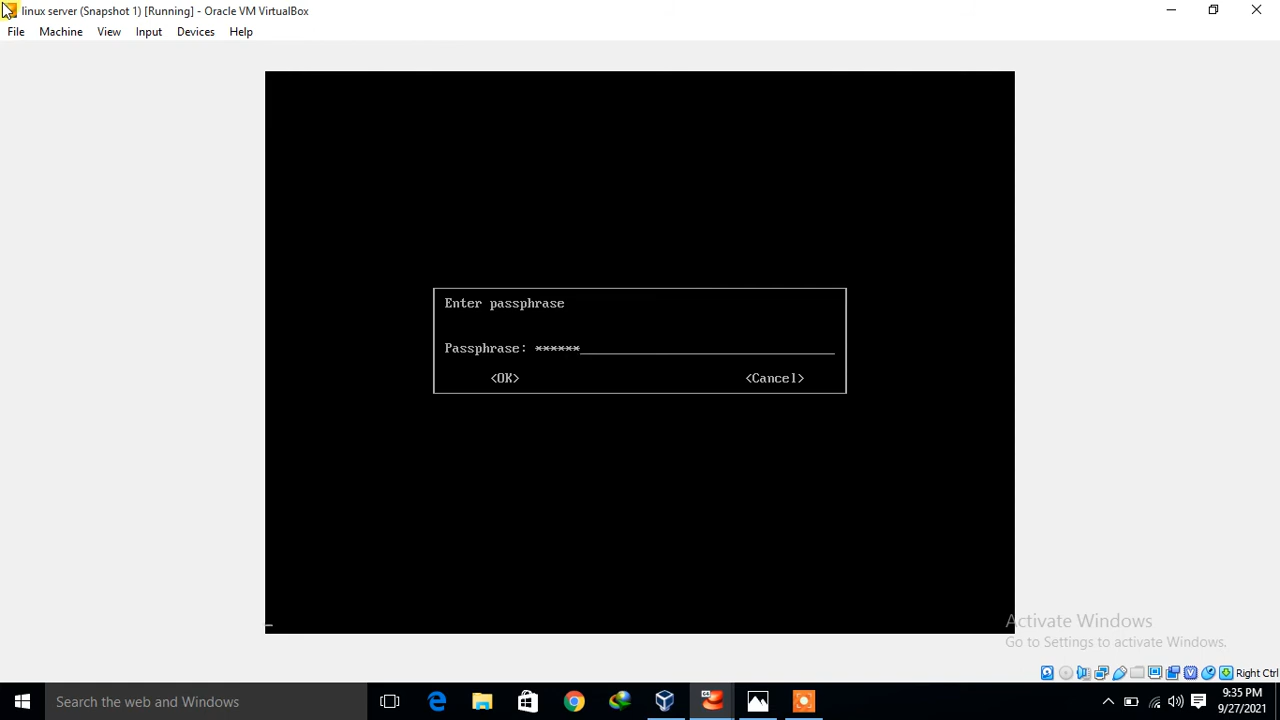 linux server (Snapshot 1) [Running] - Oracle VM VirtualBox
File Machine View Input Devices Help
Enter passphrase
Passphrase: ******
<OK> <Cancel>
Activate Windows
Go to Settings to activate Windows.
Right Ctrl
Search the web and Windows
9:35 PM
9/27/2021